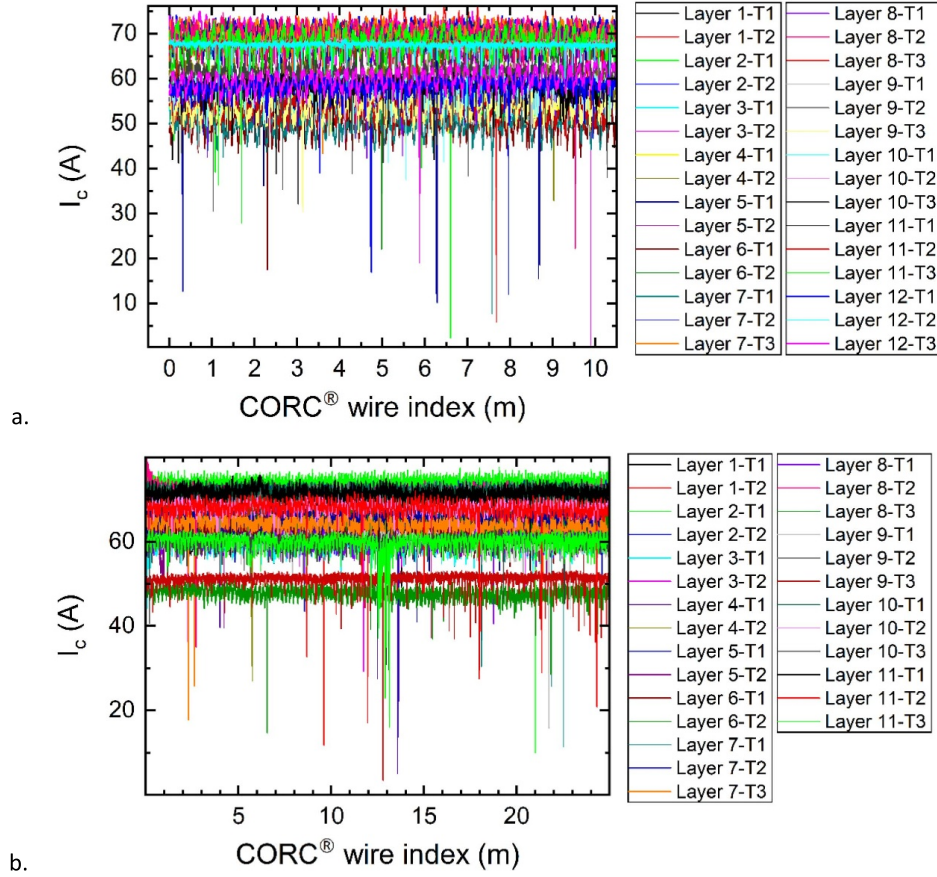 70
60
50
40
30
20
10
I_c (A)
0 1 2 3 4 5 6 7 8 9 10
CORC® wire index (m)
a.
Layer 1-T1
Layer 1-T2
Layer 2-T1
Layer 2-T2
Layer 3-T1
Layer 3-T2
Layer 4-T1
Layer 4-T2
Layer 5-T1
Layer 5-T2
Layer 6-T1
Layer 6-T2
Layer 7-T1
Layer 7-T2
Layer 7-T3
Layer 8-T1
Layer 8-T2
Layer 8-T3
Layer 9-T1
Layer 9-T2
Layer 9-T3
Layer 10-T1
Layer 10-T2
Layer 10-T3
Layer 11-T1
Layer 11-T2
Layer 11-T3
Layer 12-T1
Layer 12-T2
Layer 12-T3
60
40
20
I_c (A)
5 10 15 20
CORC® wire index (m)
b.
Layer 1-T1
Layer 1-T2
Layer 2-T1
Layer 2-T2
Layer 3-T1
Layer 3-T2
Layer 4-T1
Layer 4-T2
Layer 5-T1
Layer 5-T2
Layer 6-T1
Layer 6-T2
Layer 7-T1
Layer 7-T2
Layer 7-T3
Layer 8-T1
Layer 8-T2
Layer 8-T3
Layer 9-T1
Layer 9-T2
Layer 9-T3
Layer 10-T1
Layer 10-T2
Layer 10-T3
Layer 11-T1
Layer 11-T2
Layer 11-T3